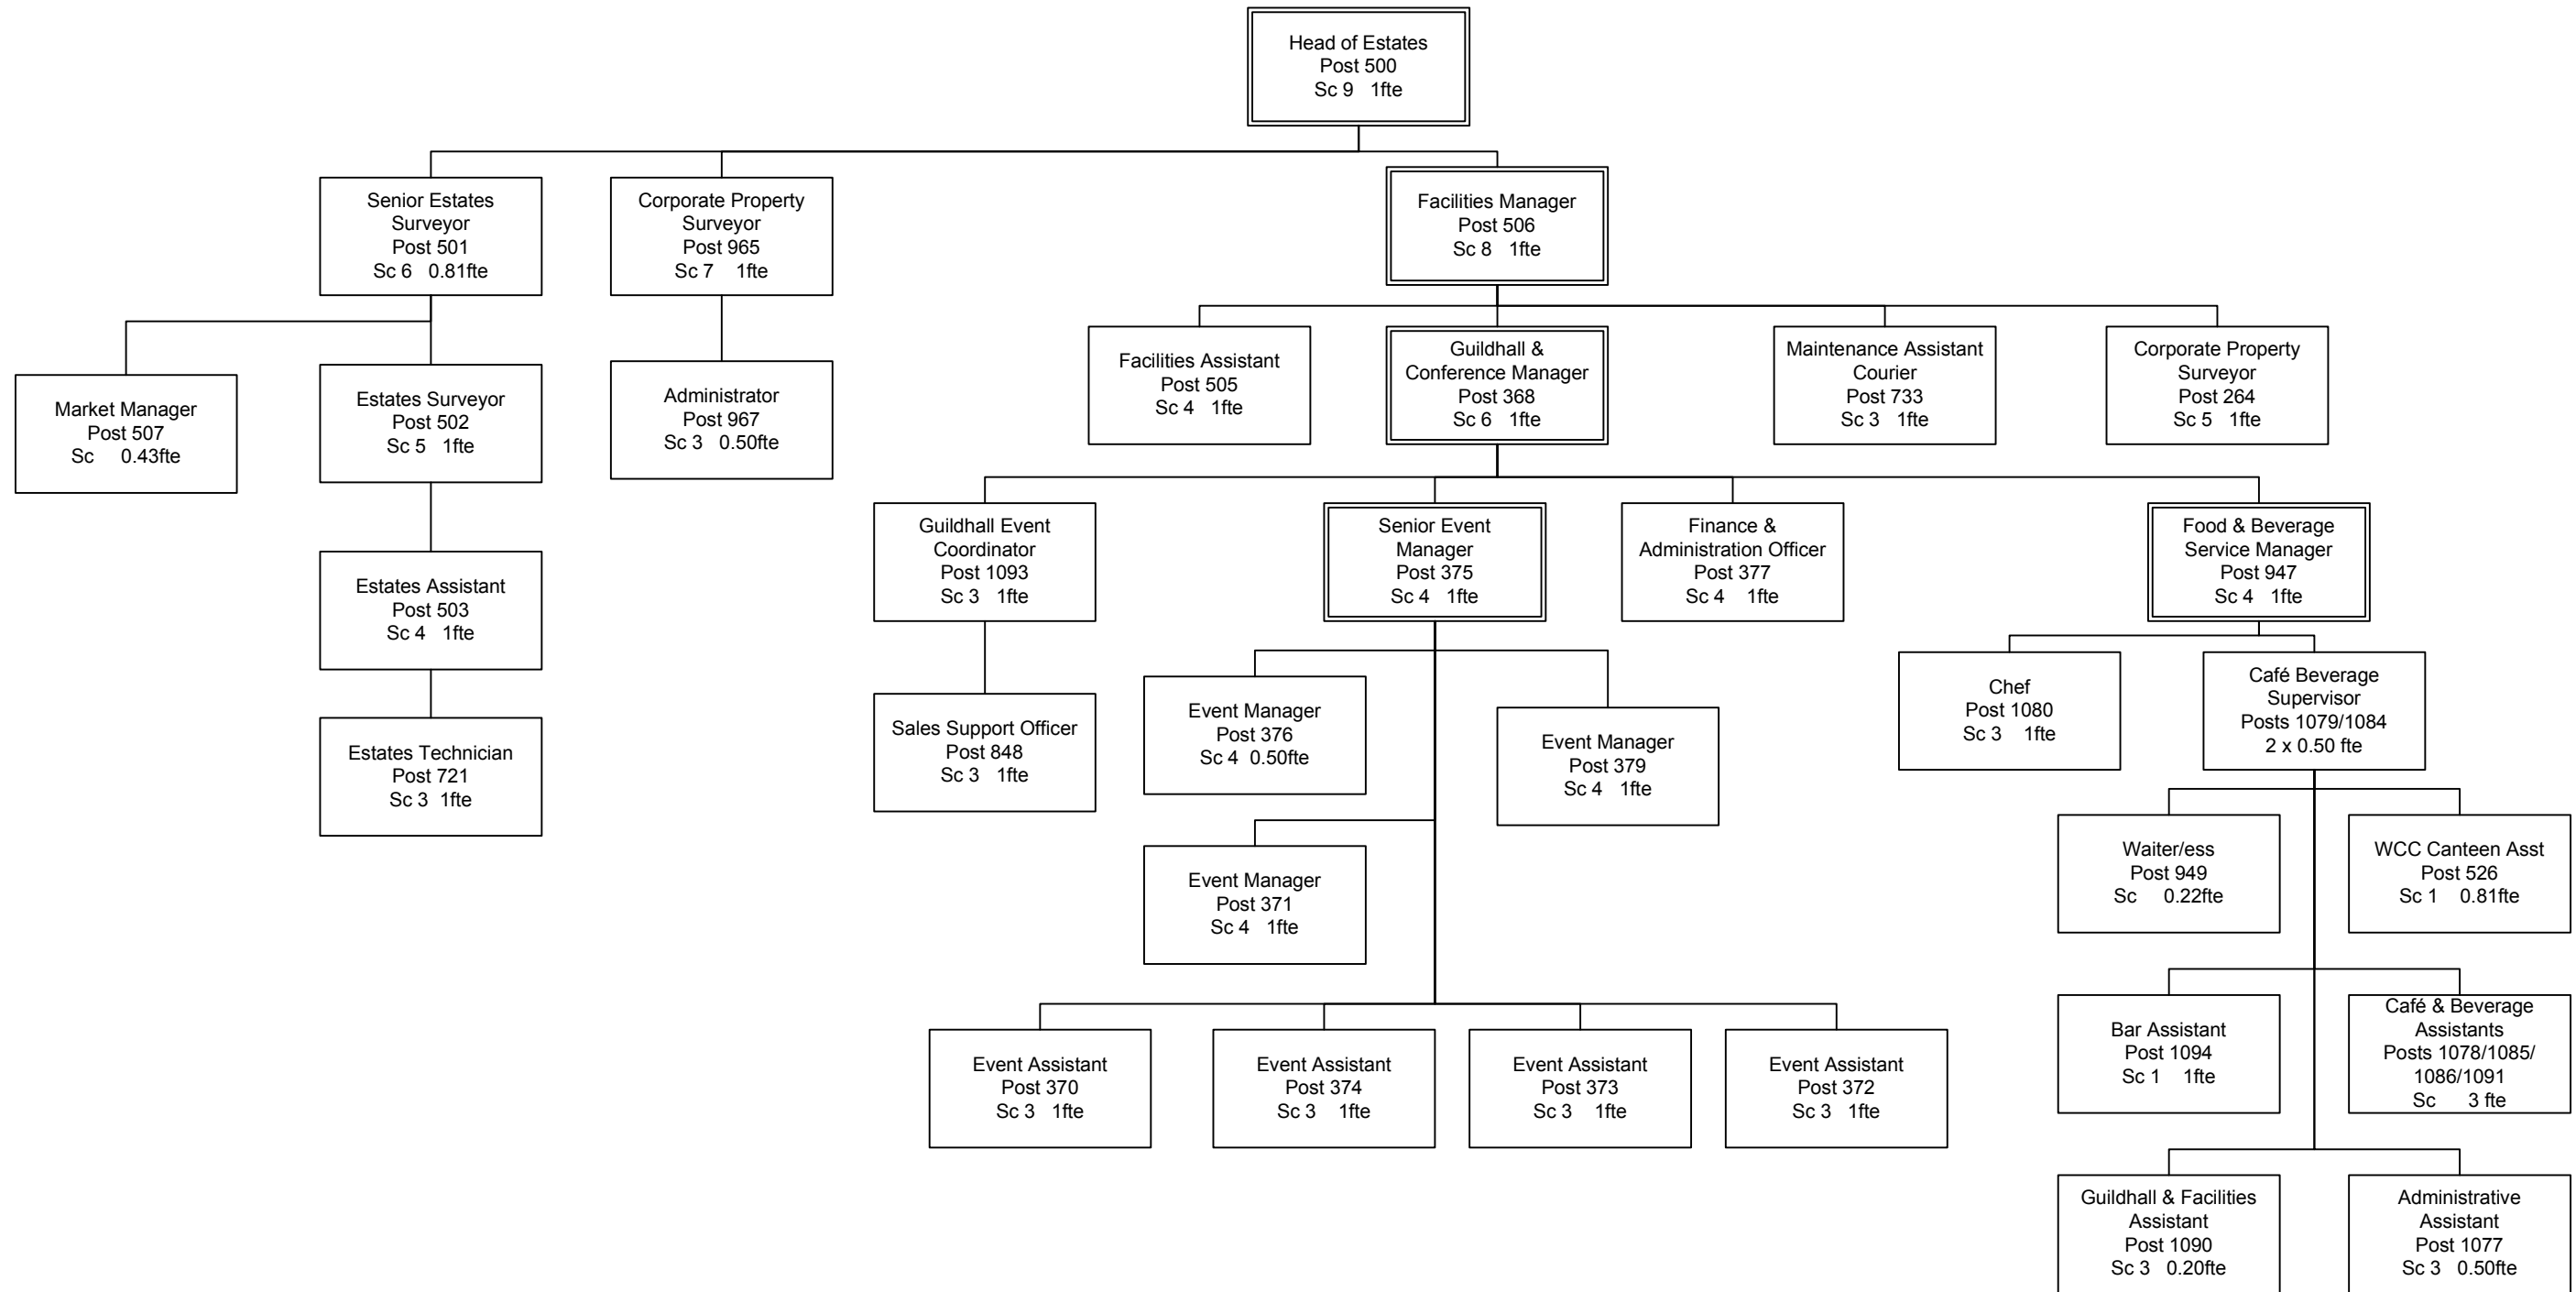 Head of Estates
Post 500
Sc 9 1fte
Senior Estates
Surveyor
Post 501
Sc 6 0.81fte
Corporate Property
Surveyor
Post 965
Sc 7 1fte
Facilities Manager
Post 506
Sc 8 1fte
Market Manager
Post 507
Sc 0.43fte
Estates Surveyor
Post 502
Sc 5 1fte
Administrator
Post 967
Sc 3 0.50fte
Facilities Assistant
Post 505
Sc 4 1fte
Guildhall &
Conference Manager
Post 368
Sc 6 1fte
Maintenance Assistant
Courier
Post 733
Sc 3 1fte
Corporate Property
Surveyor
Post 264
Sc 5 1fte
Estates Assistant
Post 503
Sc 4 1fte
Estates Technician
Post 721
Sc 3 1fte
Guildhall Event
Coordinator
Post 1093
Sc 3 1fte
Senior Event
Manager
Post 375
Sc 4 1fte
Finance &
Administration Officer
Post 377
Sc 4 1fte
Food & Beverage
Service Manager
Post 947
Sc 4 1fte
Sales Support Officer
Post 848
Sc 3 1fte
Event Manager
Post 376
Sc 4 0.50fte
Event Manager
Post 379
Sc 4 1fte
Chef
Post 1080
Sc 3 1fte
Café Beverage
Supervisor
Posts 1079/1084
2 x 0.50 fte
Event Manager
Post 371
Sc 4 1fte
Waiter/ess
Post 949
Sc 0.22fte
WCC Canteen Asst
Post 526
Sc 1 0.81fte
Event Assistant
Post 370
Sc 3 1fte
Event Assistant
Post 374
Sc 3 1fte
Event Assistant
Post 373
Sc 3 1fte
Event Assistant
Post 372
Sc 3 1fte
Bar Assistant
Post 1094
Sc 1 1fte
Café & Beverage
Assistants
Posts 1078/1085/
1086/1091
Sc 3 fte
Guildhall & Facilities
Assistant
Post 1090
Sc 3 0.20fte
Administrative
Assistant
Post 1077
Sc 3 0.50fte